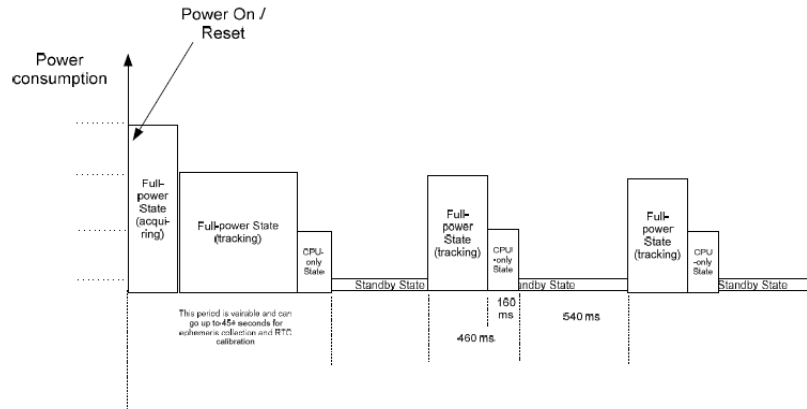 Power On /
Reset
Power
consumption
Full-
power
State
(acqui-
ring)
Full-power State
(tracking)
CPU-
only
State
Standby State
Full-
power
State
(tracking)
CPU
-only
State
ndby State
Full-
power
State
(tracking)
CPU
-only
State
Standby State
This period is vairable and can
go up to 45+ seconds for
ephemeris collection and RTC
calibration
160
ms
460 ms
540 ms